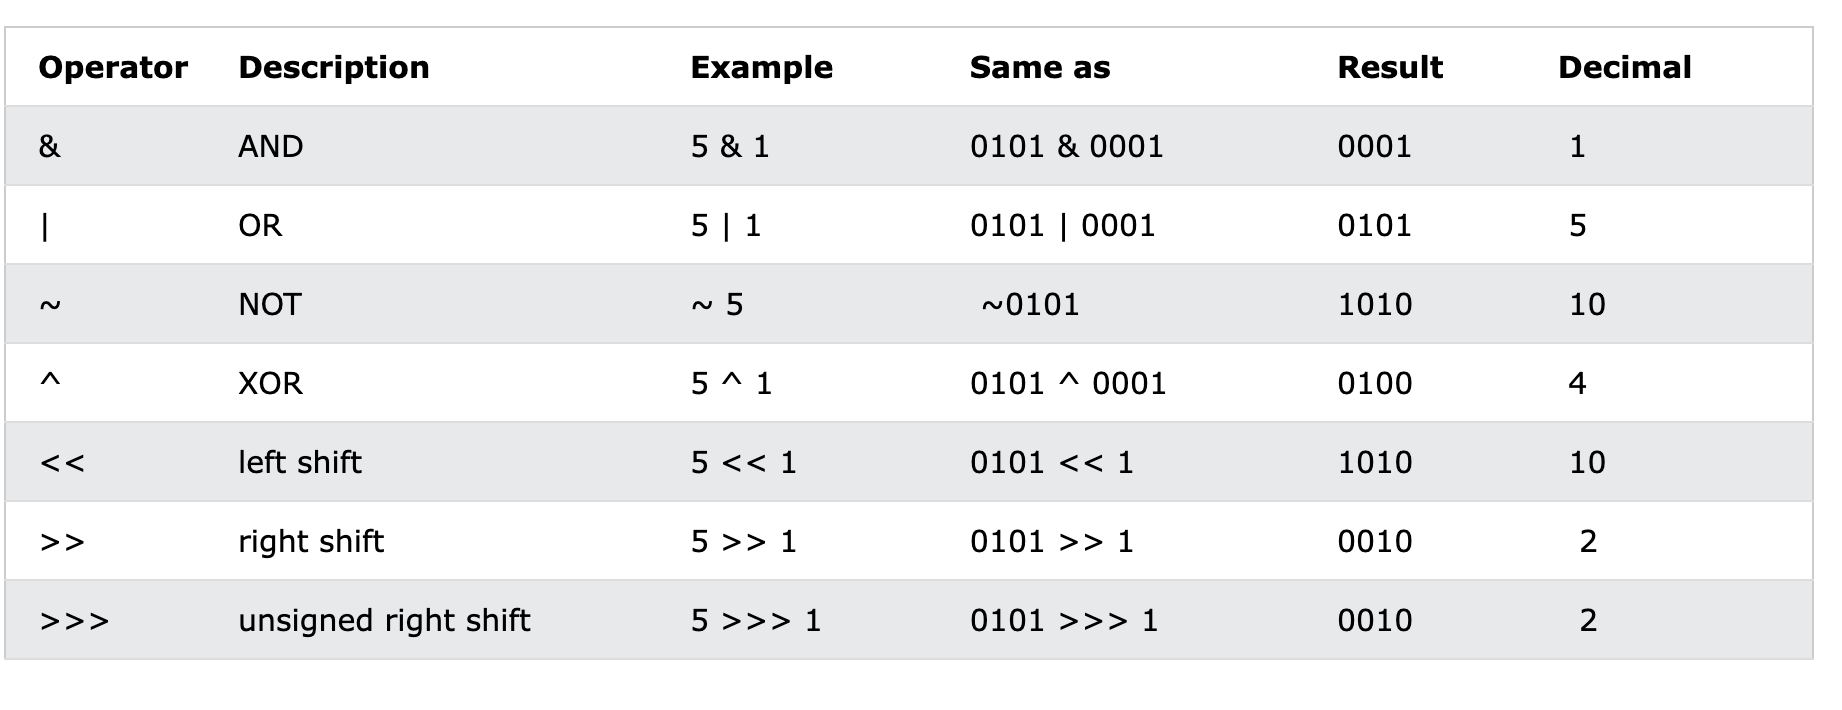 Operator Description Example Same as Result Decimal
& AND 5 & 1 0101 & 0001 0001 1
| OR 5 | 1 0101 | 0001 0101 5
~ NOT ~ 5 ~0101 1010 10
^ XOR 5 ^ 1 0101 ^ 0001 0100 4
<< left shift 5 << 1 0101 << 1 1010 10
>> right shift 5 >> 1 0101 >> 1 0010 2
>>> unsigned right shift 5 >>> 1 0101 >>> 1 0010 2